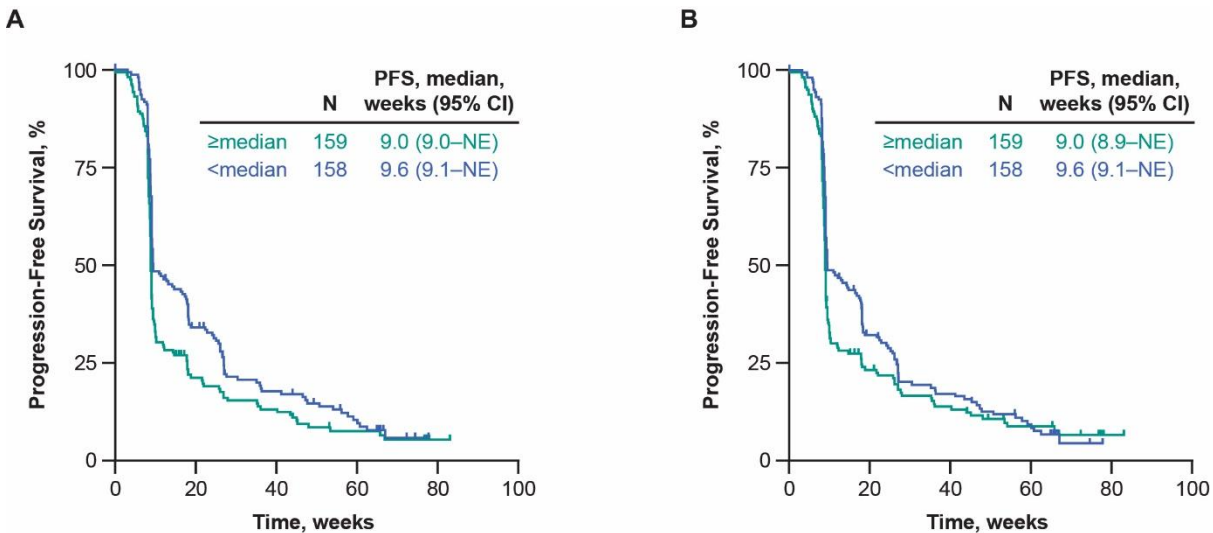 A
Progression-Free Survival, %
100
75
50
25
0
0 20 40 60 80 100
Time, weeks
N PFS, median, weeks (95% CI)
≥median 159 9.0 (9.0–NE)
<median 158 9.6 (9.1–NE)
B
Progression-Free Survival, %
100
75
50
25
0
0 20 40 60 80 100
Time, weeks
N PFS, median, weeks (95% CI)
≥median 159 9.0 (8.9–NE)
<median 158 9.6 (9.1–NE)